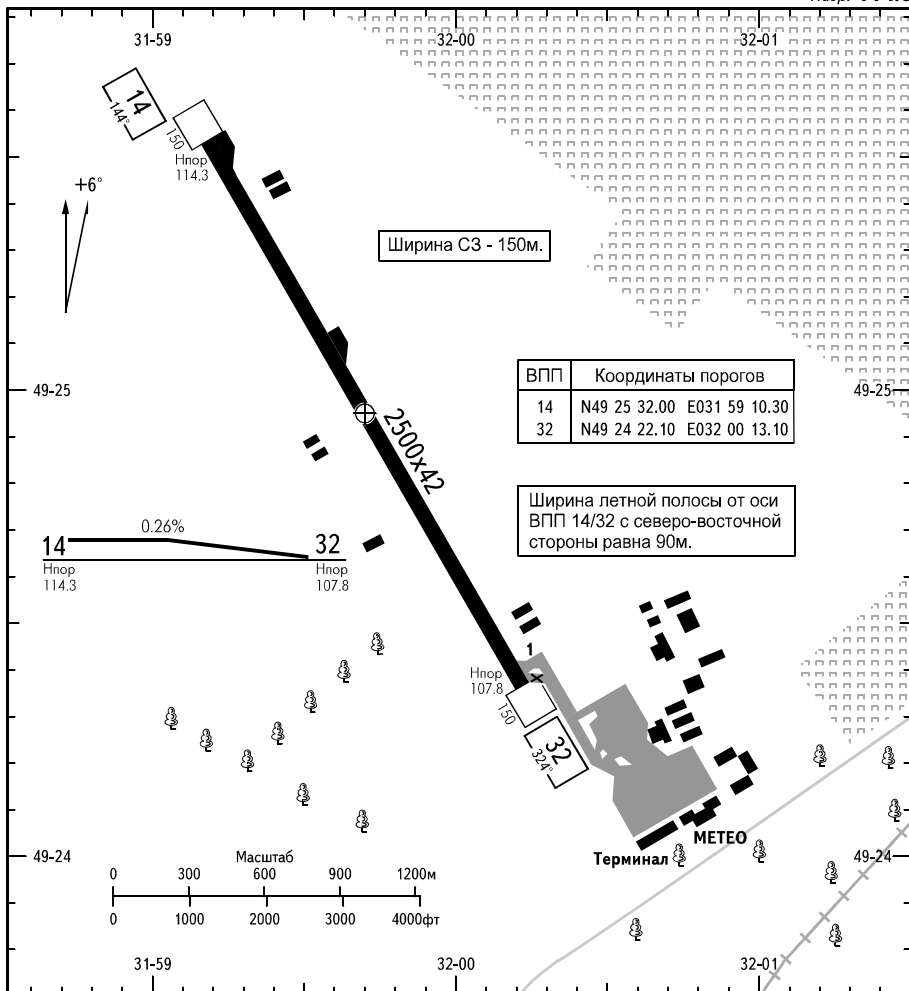 31-59
32-00
32-01
14
144°
150
Hпор
114.3
+6°
Ширина СЗ - 150м.
49-25
49-25
ВПП Координаты порогов
14 N49 25 32.00 E031 59 10.30
32 N49 24 22.10 E032 00 13.10
2500x42
Ширина летной полосы от оси
ВПП 14/32 с северо-восточной
стороны равна 90м.
0.26%
14
32
Hпор
114.3
Hпор
107.8
1
X
Hпор
107.8
150
32
324°
METEO
Терминал
49-24
49-24
Масштаб
0 300 600 900 1200м
0 1000 2000 3000 4000фт
31-59
32-00
32-01